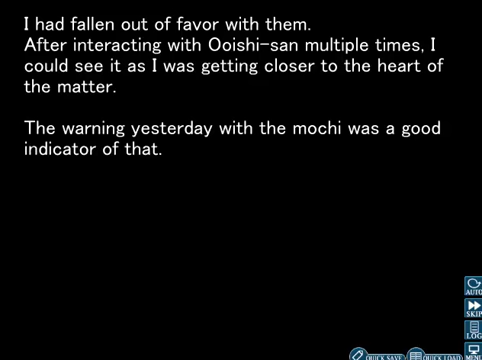 I had fallen out of favor with them.
After interacting with Ooishi-san multiple times, I
could see it as I was getting closer to the heart of
the matter.
The warning yesterday with the mochi was a good
indicator of that.
AUTO
SKIP
LOG
MENU
QUICK SAVE
QUICK LOAD